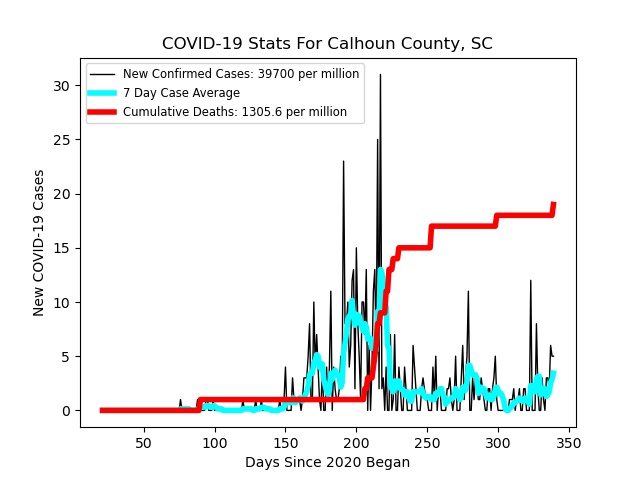 COVID-19 Stats For Calhoun County, SC
New Confirmed Cases: 39700 per million
7 Day Case Average
Cumulative Deaths: 1305.6 per million
New COVID-19 Cases
30
25
20
15
10
5
0
50 100 150 200 250 300 350
Days Since 2020 Began